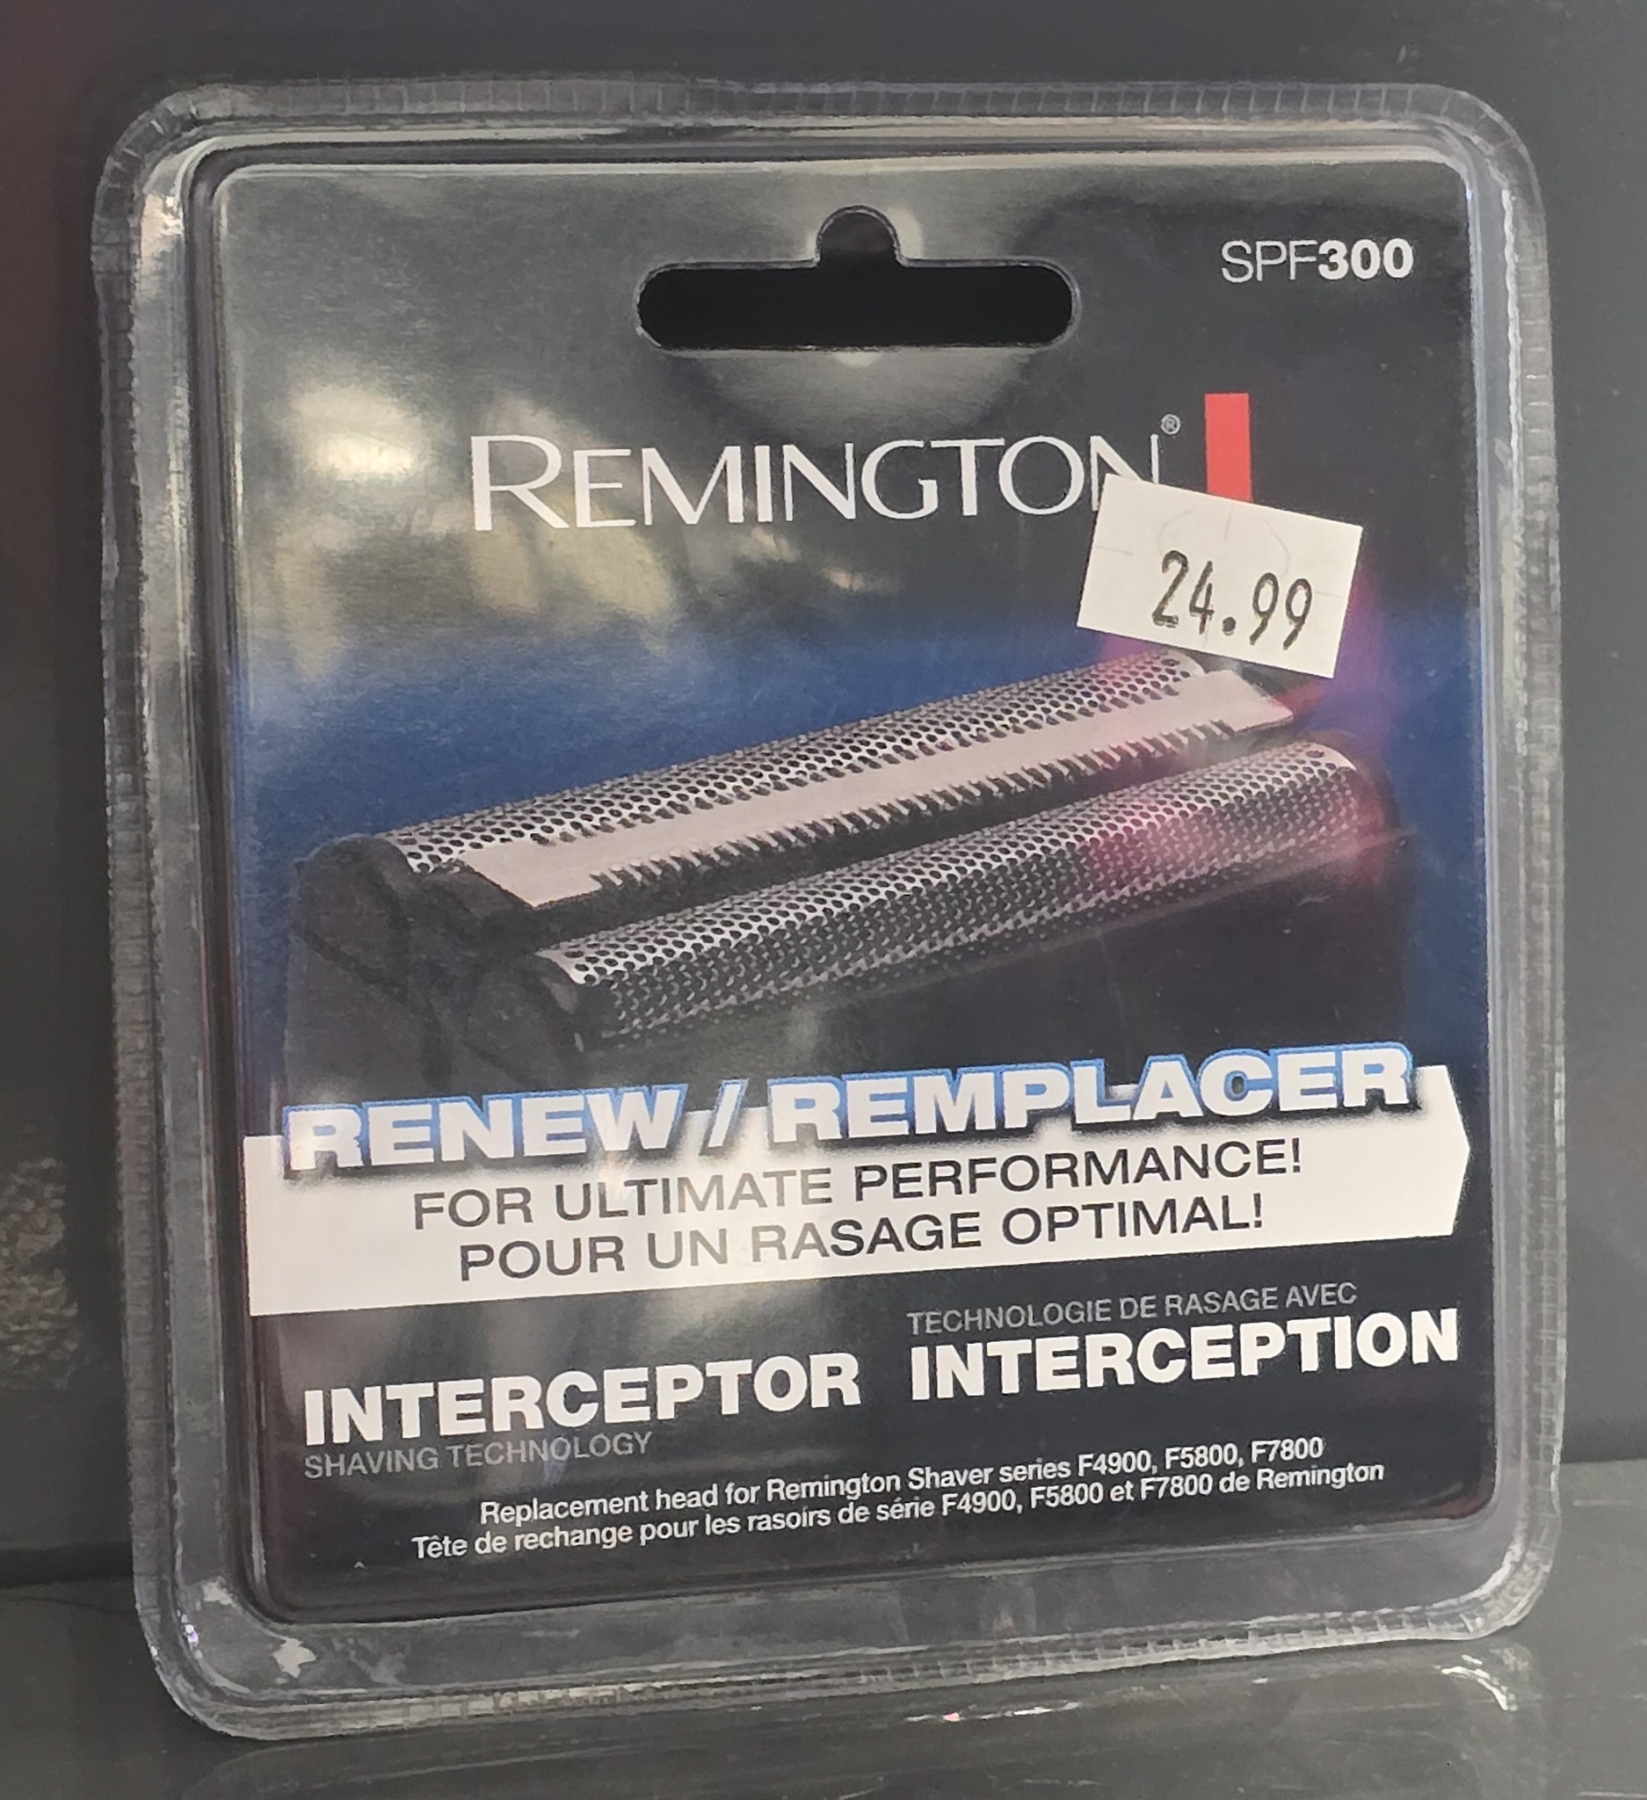 SPF300
REMINGTON®
24.99
RENEW / REMPLACER
FOR ULTIMATE PERFORMANCE!
POUR UN RASAGE OPTIMAL!
INTERCEPTOR
SHAVING TECHNOLOGY
TECHNOLOGIE DE RASAGE AVEC
INTERCEPTION
Replacement head for Remington Shaver series F4900, F5800, F7800
Tête de rechange pour les rasoirs de série F4900, F5800 et F7800 de Remington